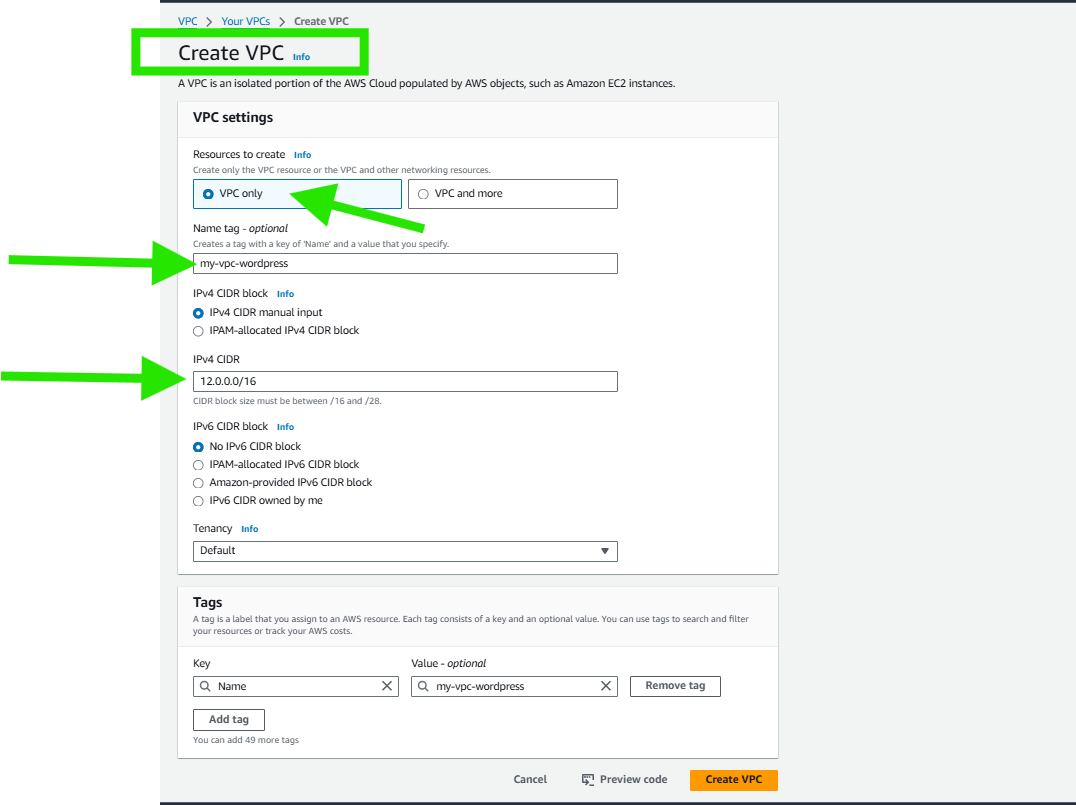 VPC > Your VPCs > Create VPC
Create VPC Info
A VPC is an isolated portion of the AWS Cloud populated by AWS objects, such as Amazon EC2 instances.
VPC settings
Resources to create Info
Create only the VPC resource or the VPC and other networking resources.
VPC only VPC and more
Name tag - optional
Creates a tag with a key of 'Name' and a value that you specify.
my-vpc-wordpress
IPv4 CIDR block Info
IPv4 CIDR manual input
IPAM-allocated IPv4 CIDR block
IPv4 CIDR
12.0.0.0/16
CIDR block size must be between /16 and /28.
IPv6 CIDR block Info
No IPv6 CIDR block
IPAM-allocated IPv6 CIDR block
Amazon-provided IPv6 CIDR block
IPv6 CIDR owned by me
Tenancy Info
Default
Tags
A tag is a label that you assign to an AWS resource. Each tag consists of a key and an optional value. You can use tags to search and filter
your resources or track your AWS costs.
Key Value - optional
Name my-vpc-wordpress Remove tag
Add tag
You can add 49 more tags
Cancel Preview code Create VPC